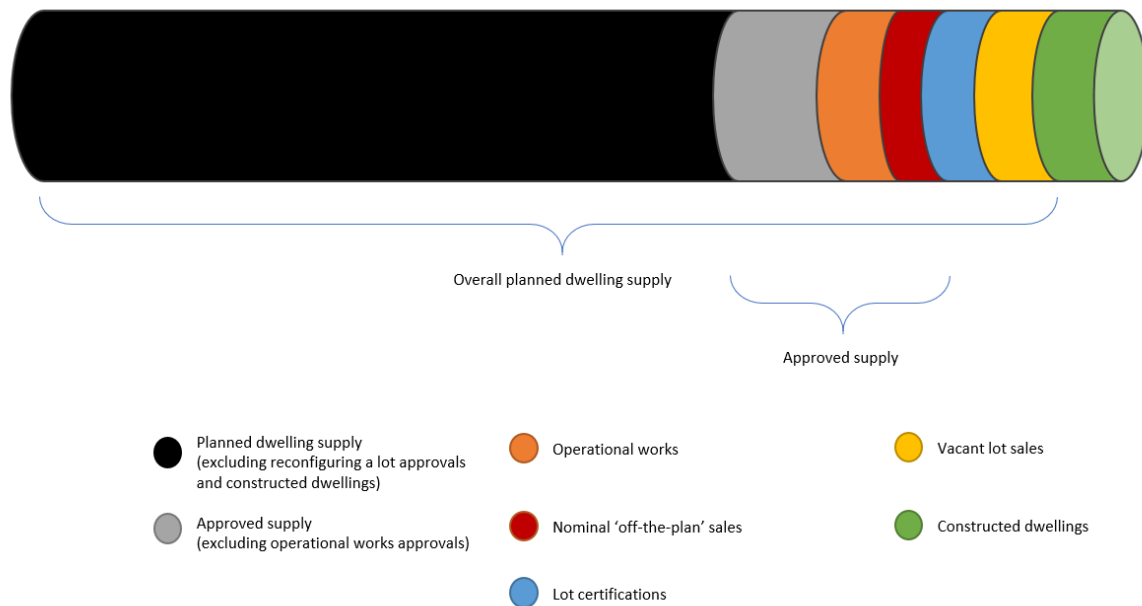 Overall planned dwelling supply
Approved supply
Planned dwelling supply
(excluding reconfiguring a lot approvals
and constructed dwellings)
Approved supply
(excluding operational works approvals)
Operational works
Nominal ‘off-the-plan’ sales
Lot certifications
Vacant lot sales
Constructed dwellings